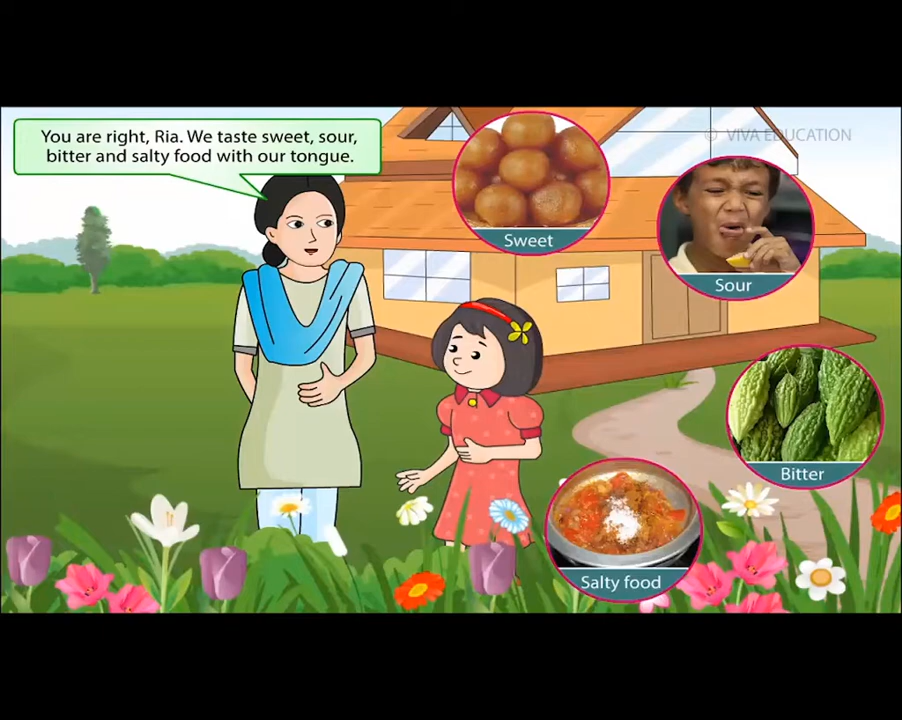 You are right, Ria. We taste sweet, sour,
bitter and salty food with our tongue.
© VIVA EDUCATION
Sweet
Sour
Bitter
Salty food